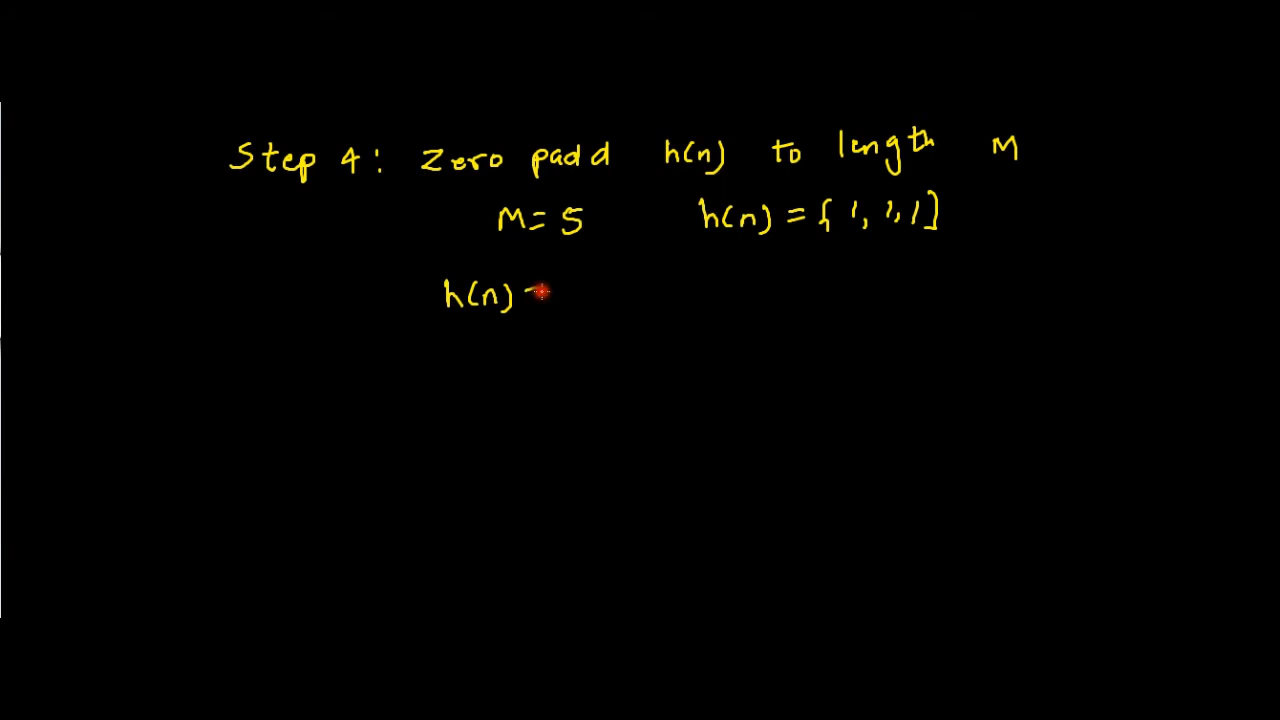 Step 4: Zero padd h(n) to length M
M = 5 h(n) = { 1, 1, 1 }
h(n) -